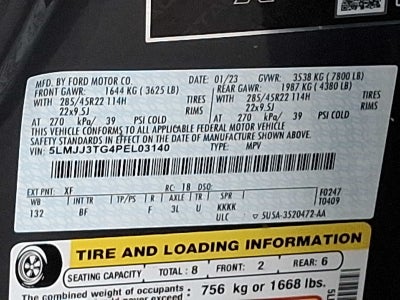 MFD. BY FORD MOTOR CO. DATE: 01/23 GVWR: 3538 KG (7800 LB)
FRONT GAWR: 1644 KG (3625 LB) REAR GAWR: 1987 KG (4380 LB)
WITH 285/45R22 114H TIRES WITH 285/45R22 114H TIRES
22x9.5J RIMS 22x9.5J RIMS
AT 270 kPa/ 39 PSI COLD AT 270 kPa/ 39 PSI COLD
THIS VEHICLE CONFORMS TO ALL APPLICABLE FEDERAL MOTOR VEHICLE
SAFETY STANDARDS IN EFFECT ON THE DATE OF MANUFACTURE SHOWN ABOVE.
VIN: 5LMJJ3TG4PEL03140 TYPE: MPV
EXT PNT: XF RC: 18 DSO:
WB INT TR TP/PS R AXLE TR SPR F0247
132 BF F 3L U KKKK T0409
ULC 5U5A-3520472-AA
TIRE AND LOADING INFORMATION
SEATING CAPACITY TOTAL: 8 FRONT: 2 REAR: 6
The combined weight of occupants 756 kg or 1668 lbs.